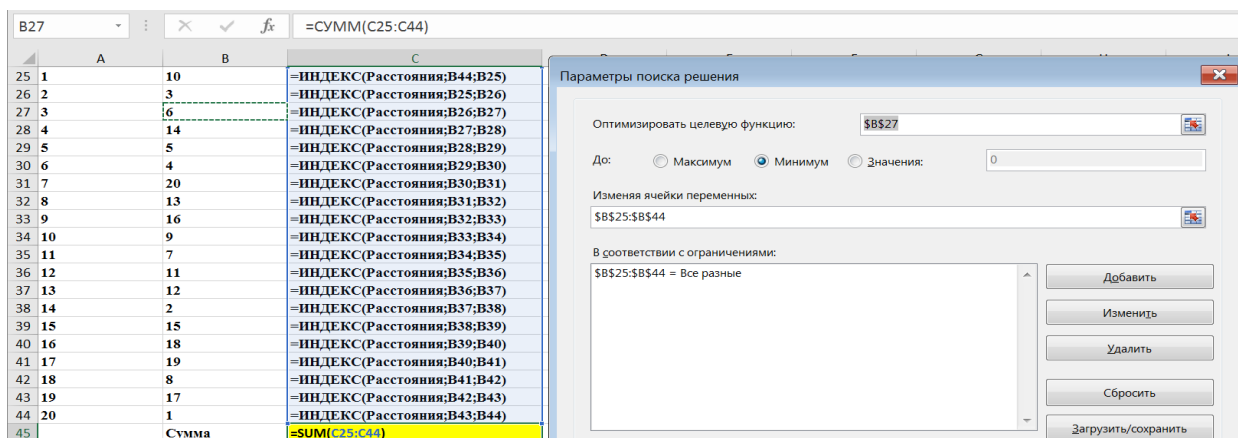 B27 fx =СУММ(C25:C44)
A B C
25 1 10 =ИНДЕКС(Расстояния;B44;B25)
26 2 3 =ИНДЕКС(Расстояния;B25;B26)
27 3 6 =ИНДЕКС(Расстояния;B26;B27)
28 4 14 =ИНДЕКС(Расстояния;B27;B28)
29 5 5 =ИНДЕКС(Расстояния;B28;B29)
30 6 4 =ИНДЕКС(Расстояния;B29;B30)
31 7 20 =ИНДЕКС(Расстояния;B30;B31)
32 8 13 =ИНДЕКС(Расстояния;B31;B32)
33 9 16 =ИНДЕКС(Расстояния;B32;B33)
34 10 9 =ИНДЕКС(Расстояния;B33;B34)
35 11 7 =ИНДЕКС(Расстояния;B34;B35)
36 12 11 =ИНДЕКС(Расстояния;B35;B36)
37 13 12 =ИНДЕКС(Расстояния;B36;B37)
38 14 2 =ИНДЕКС(Расстояния;B37;B38)
39 15 15 =ИНДЕКС(Расстояния;B38;B39)
40 16 18 =ИНДЕКС(Расстояния;B39;B40)
41 17 19 =ИНДЕКС(Расстояния;B40;B41)
42 18 8 =ИНДЕКС(Расстояния;B41;B42)
43 19 17 =ИНДЕКС(Расстояния;B42;B43)
44 20 1 =ИНДЕКС(Расстояния;B43;B44)
45 Сумма =SUM(C25:C44)
Параметры поиска решения
Оптимизировать целевую функцию: $B$27
До: Максимум Минимум Значения: 0
Изменяя ячейки переменных:
$B$25:$B$44
В соответствии с ограничениями:
$B$25:$B$44 = Все разные
Добавить
Изменить
Удалить
Сбросить
Загрузить/сохранить